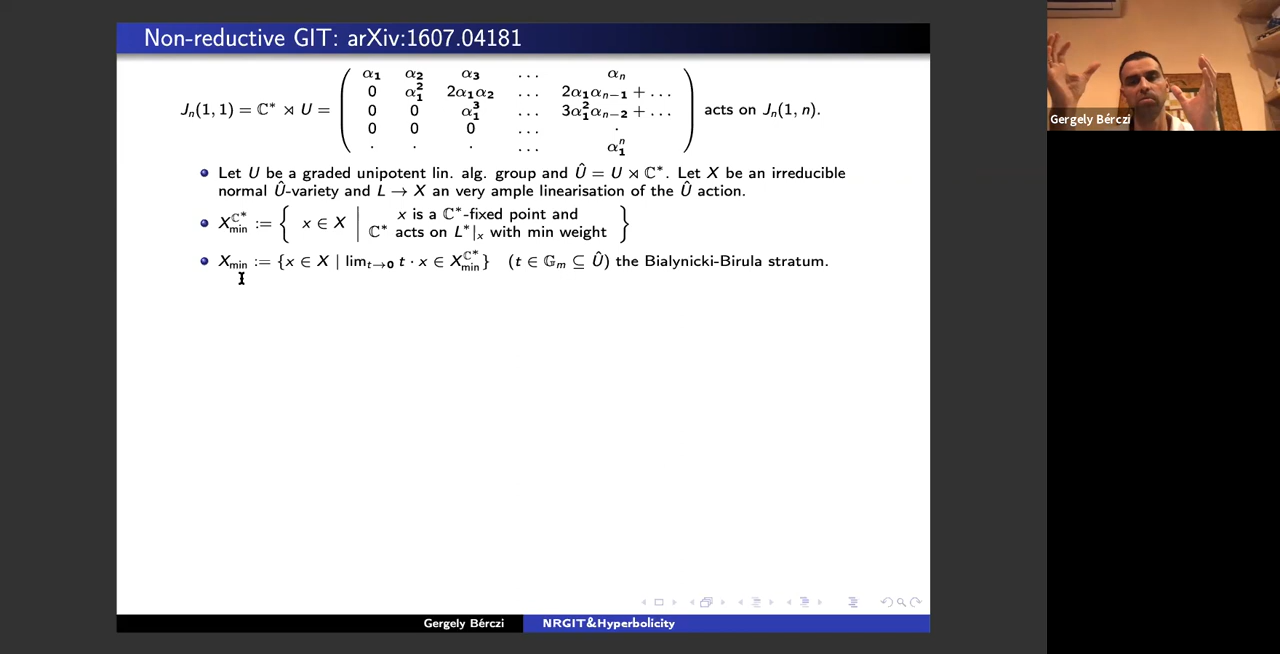 Non-reductive GIT: arXiv:1607.04181
α₁ α₂ α₃ ... αₙ
0 α₁² 2α₁α₂ ... 2α₁αₙ₋₁ + ...
Jₙ(1, 1) = ℂ* ⋊ U = 0 0 α₁³ ... 3α₁²αₙ₋₂ + ... acts on Jₙ(1, n).
0 0 0 ... ·
· · · ... α₁ⁿ
Let U be a graded unipotent lin. alg. group and Û = U ⋊ ℂ*. Let X be an irreducible
normal Û-variety and L → X an very ample linearisation of the Û action.
X_min^ℂ* := { x ∈ X | x is a ℂ*-fixed point and
ℂ* acts on L*|ₓ with min weight }
X_min := {x ∈ X | lim_{t→0} t · x ∈ X_min^ℂ*} (t ∈ 𝔾ₘ ⊆ Û) the Bialynicki-Birula stratum.
Gergely Bérczi
Gergely Bérczi NRGIT&Hyperbolicity